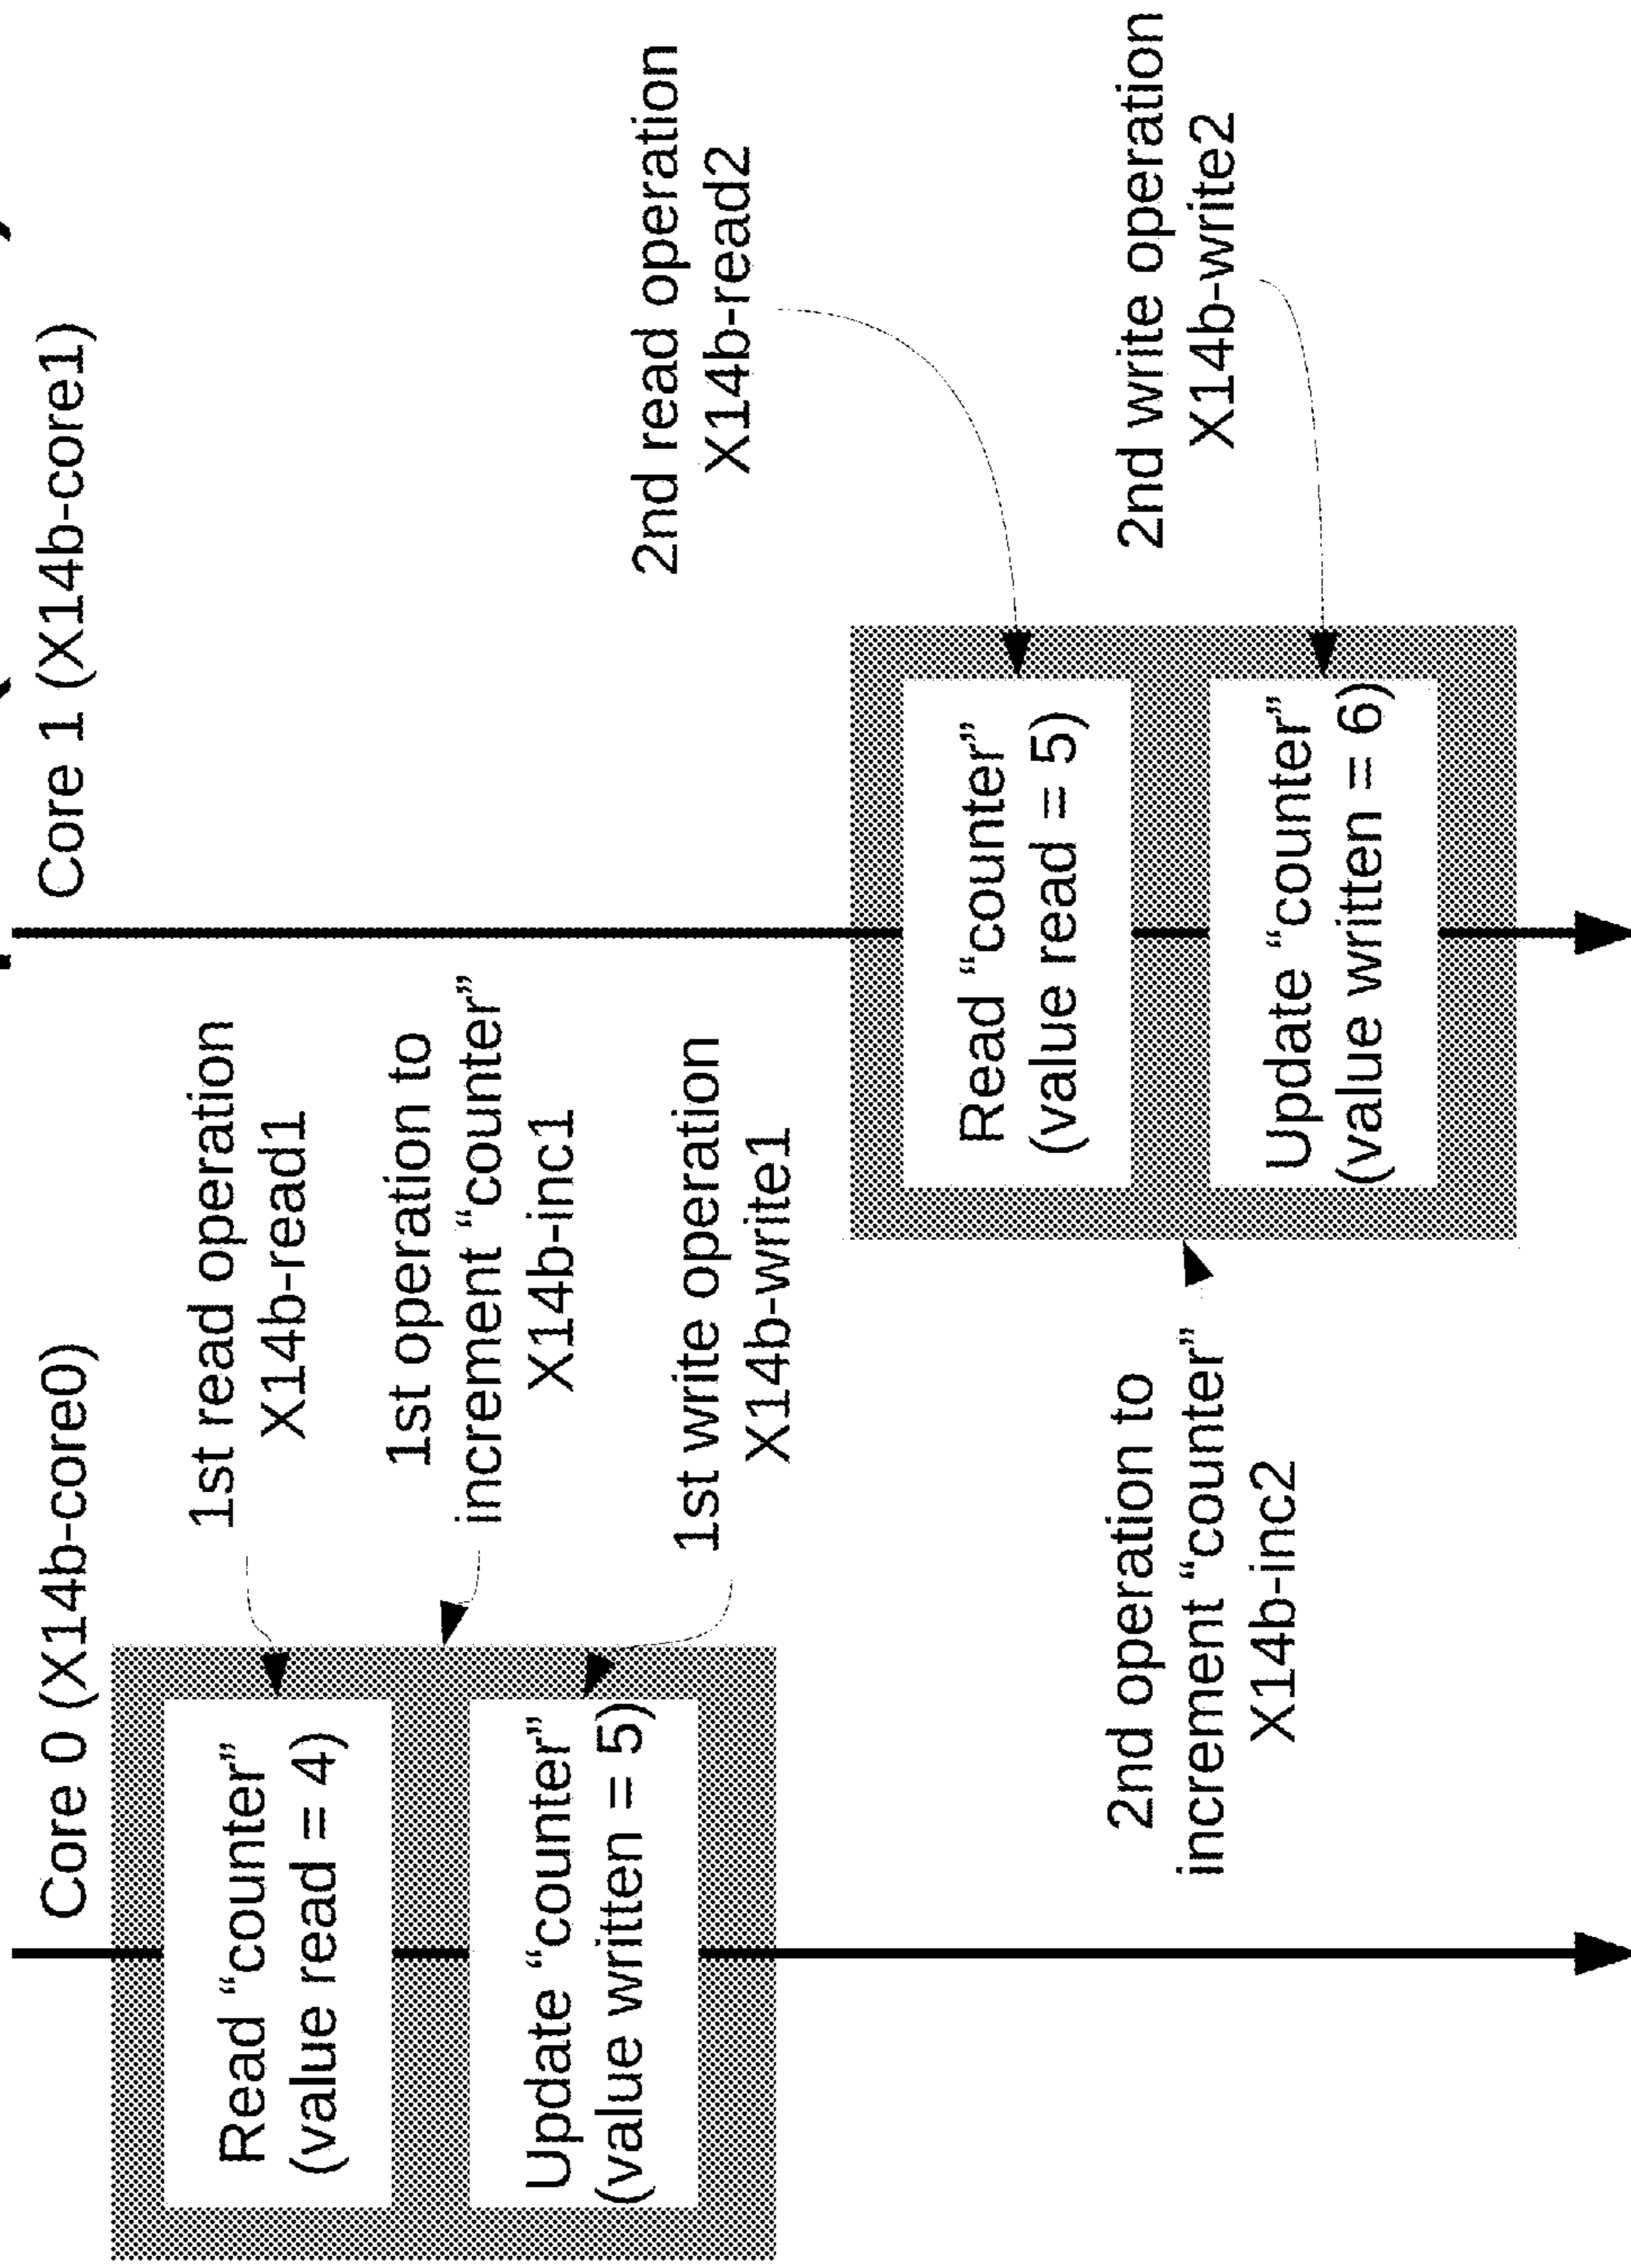 Core 0 (X14b-core0)
Read “counter”
(value read = 4)
Update “counter”
(value written = 5)
1st read operation
X14b-read1
1st operation to
increment “counter”
X14b-inc1
1st write operation
X14b-write1
2nd operation to
increment “counter”
X14b-inc2
Core 1 (X14b-core1)
Read “counter”
(value read = 5)
Update “counter”
(value written = 6)
2nd read operation
X14b-read2
2nd write operation
X14b-write2